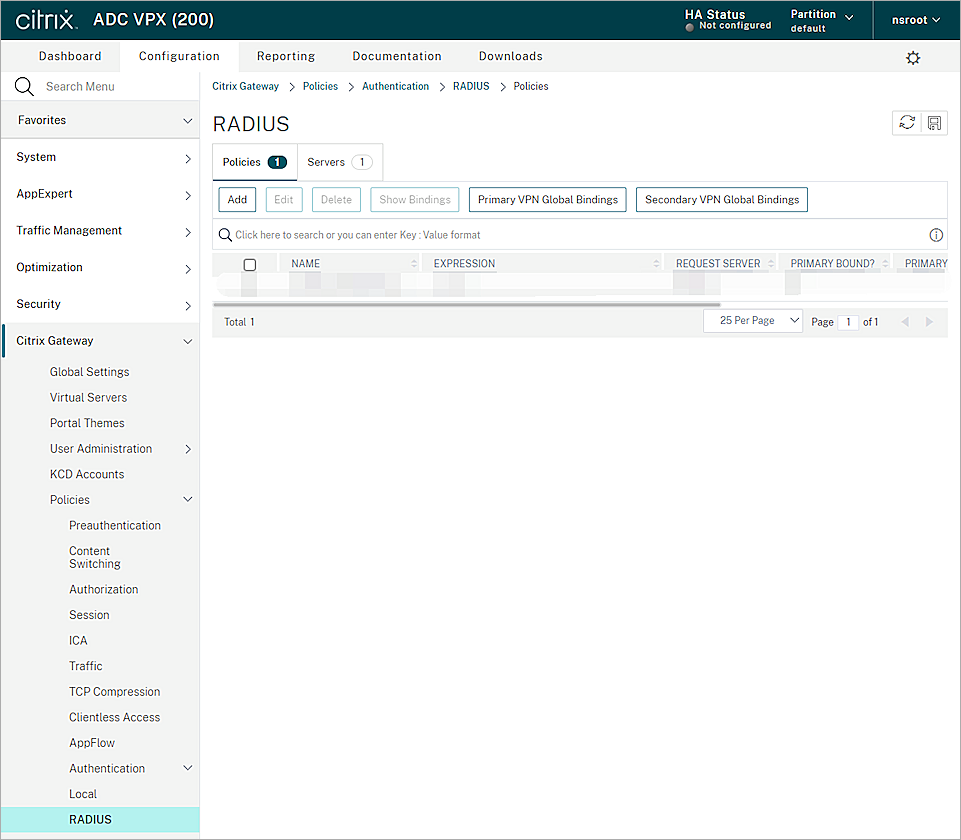 citrix ADC VPX (200)
HA Status
Not configured
Partition
default
nsroot
Dashboard Configuration Reporting Documentation Downloads
Search Menu
Favorites
System
AppExpert
Traffic Management
Optimization
Security
Citrix Gateway
Global Settings
Virtual Servers
Portal Themes
User Administration
KCD Accounts
Policies
Preauthentication
Content
Switching
Authorization
Session
ICA
Traffic
TCP Compression
Clientless Access
AppFlow
Authentication
Local
RADIUS
Citrix Gateway > Policies > Authentication > RADIUS > Policies
RADIUS
Policies 1 Servers 1
Add Edit Delete Show Bindings Primary VPN Global Bindings Secondary VPN Global Bindings
Click here to search or you can enter Key : Value format
NAME EXPRESSION REQUEST SERVER PRIMARY BOUND? PRIMARY
Total 1 25 Per Page Page 1 of 1